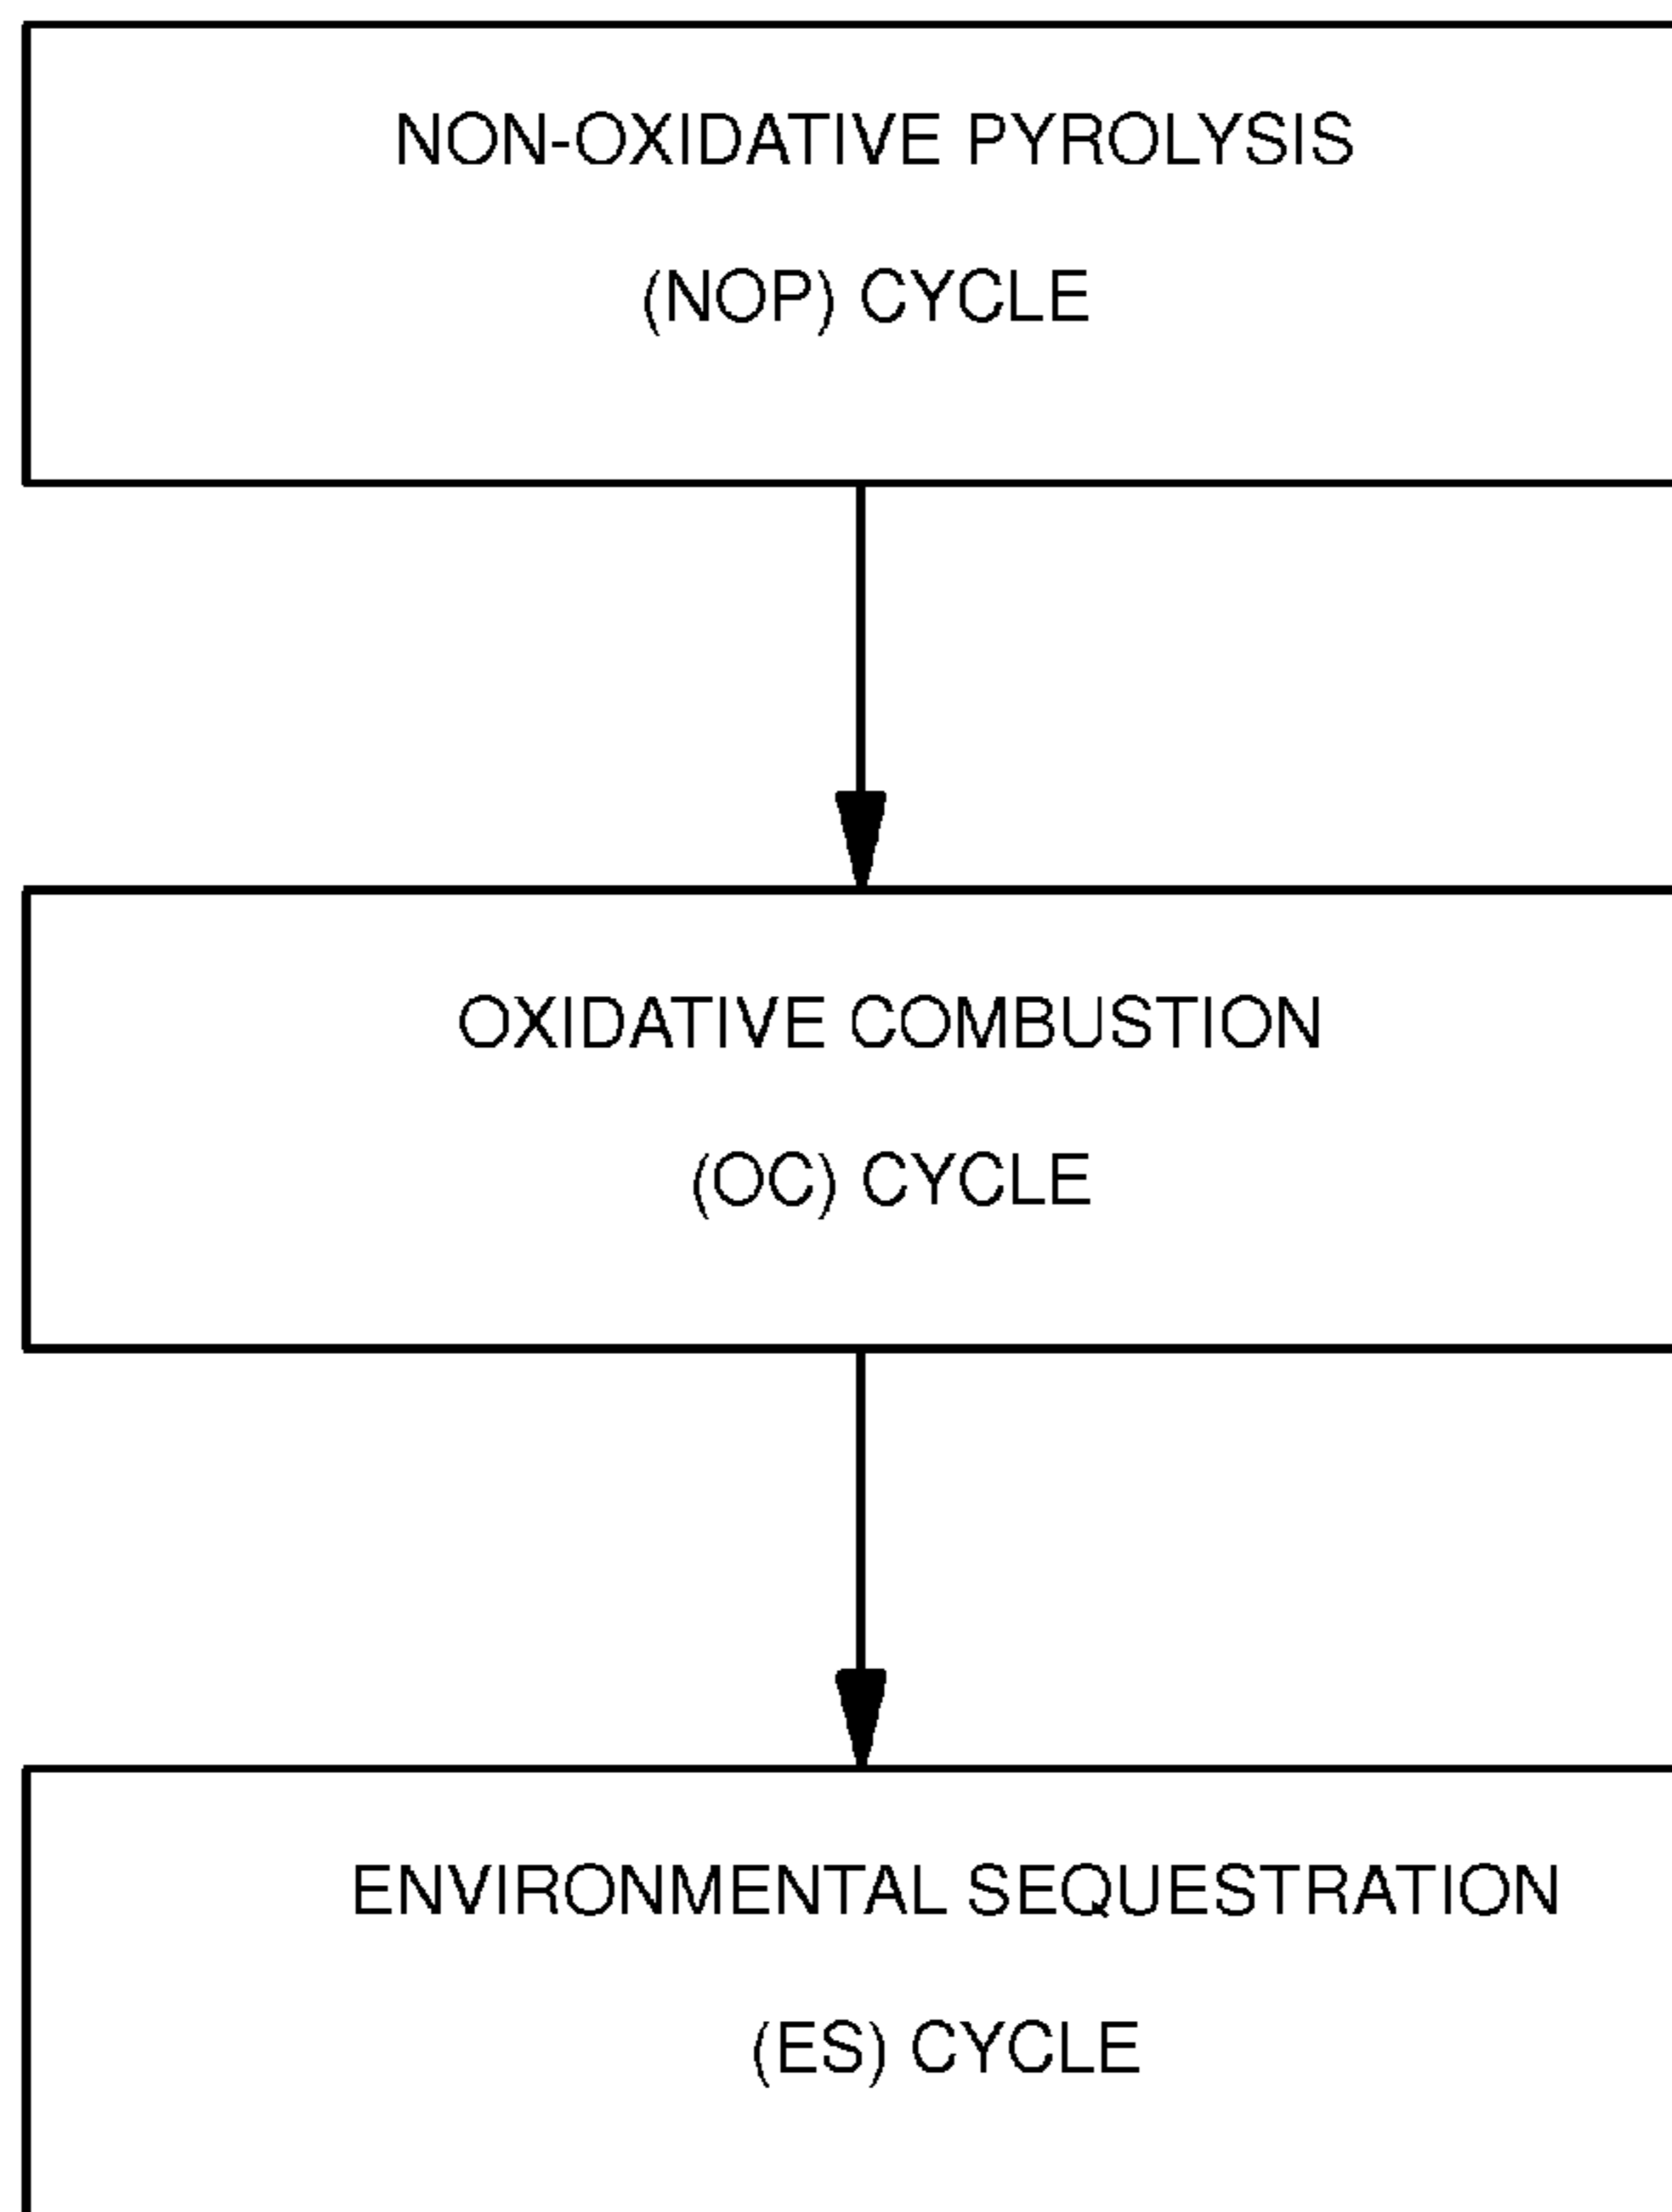 NON-OXIDATIVE PYROLYSIS
(NOP) CYCLE
OXIDATIVE COMBUSTION
(OC) CYCLE
ENVIRONMENTAL SEQUESTRATION
(ES) CYCLE